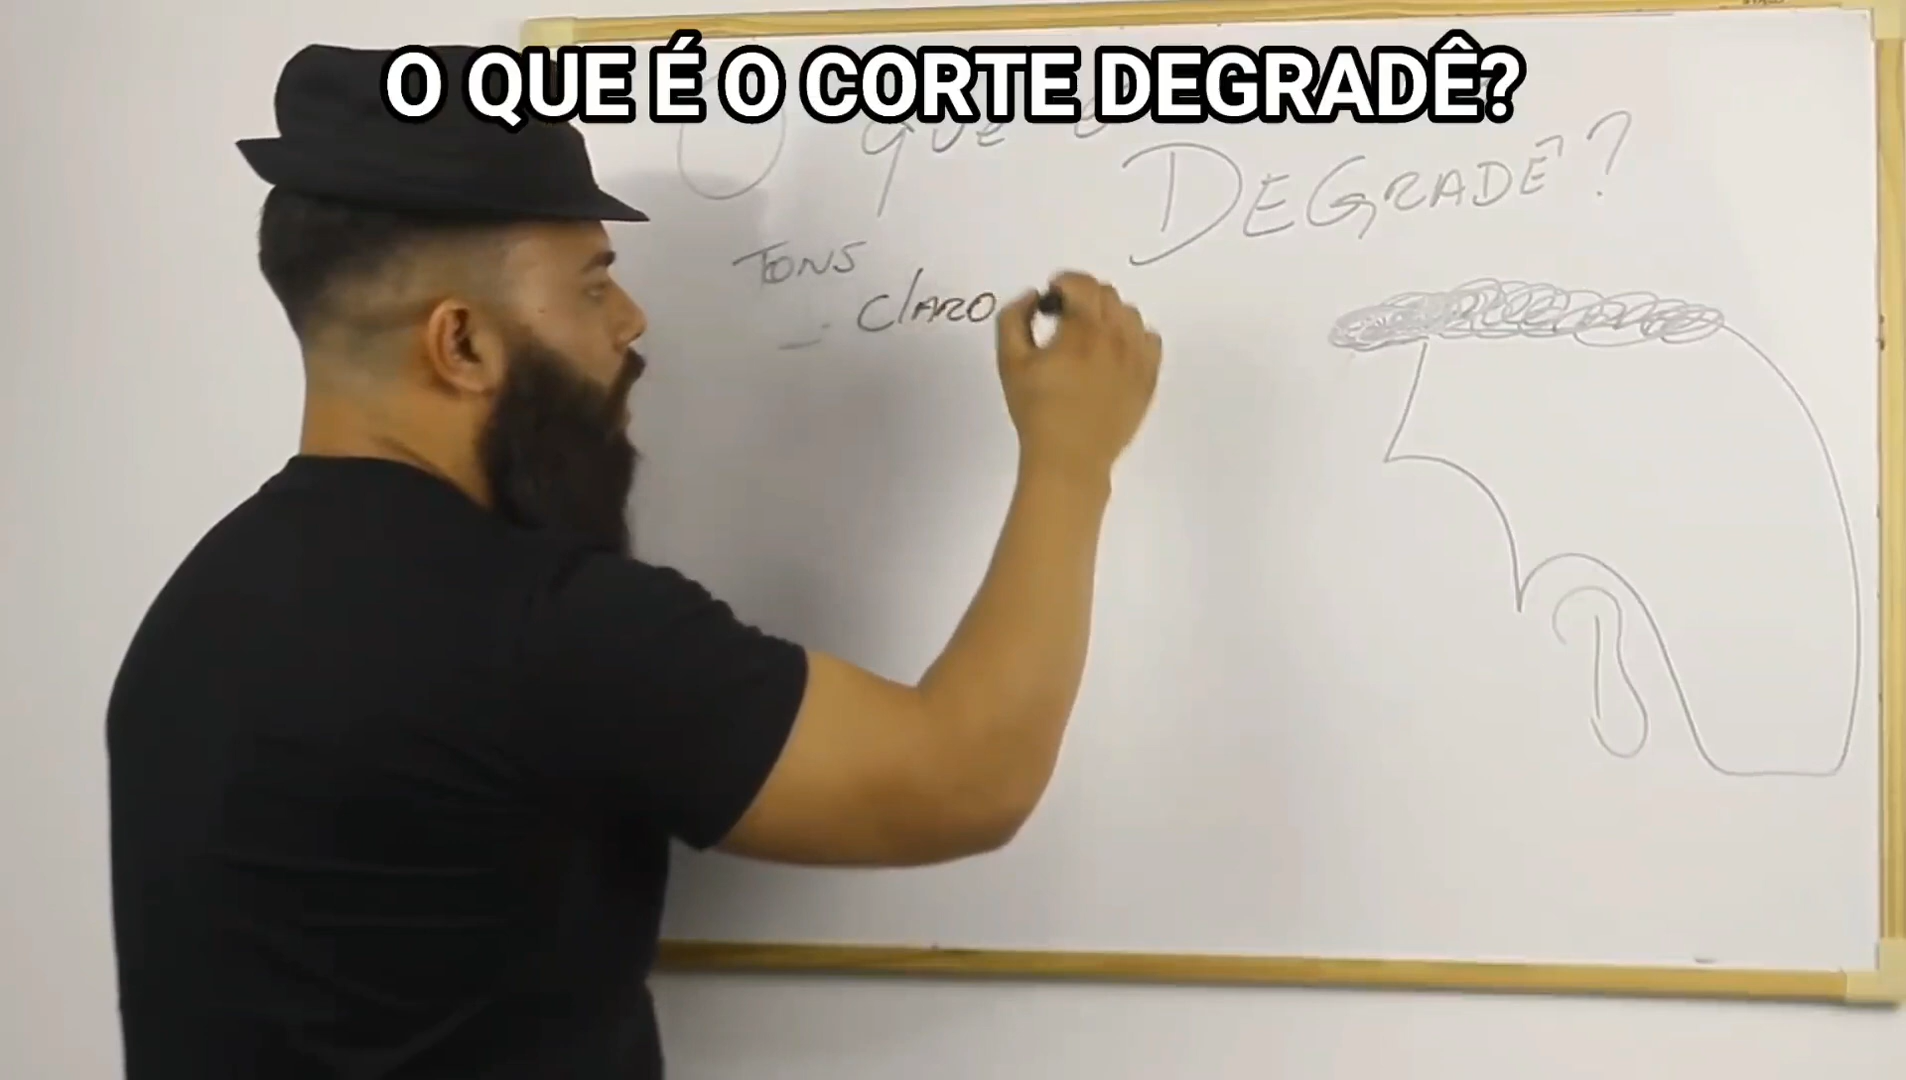 O QUE É O CORTE DEGRADÊ?
O que é
DEGRADÊ?
TONS
- ClARO